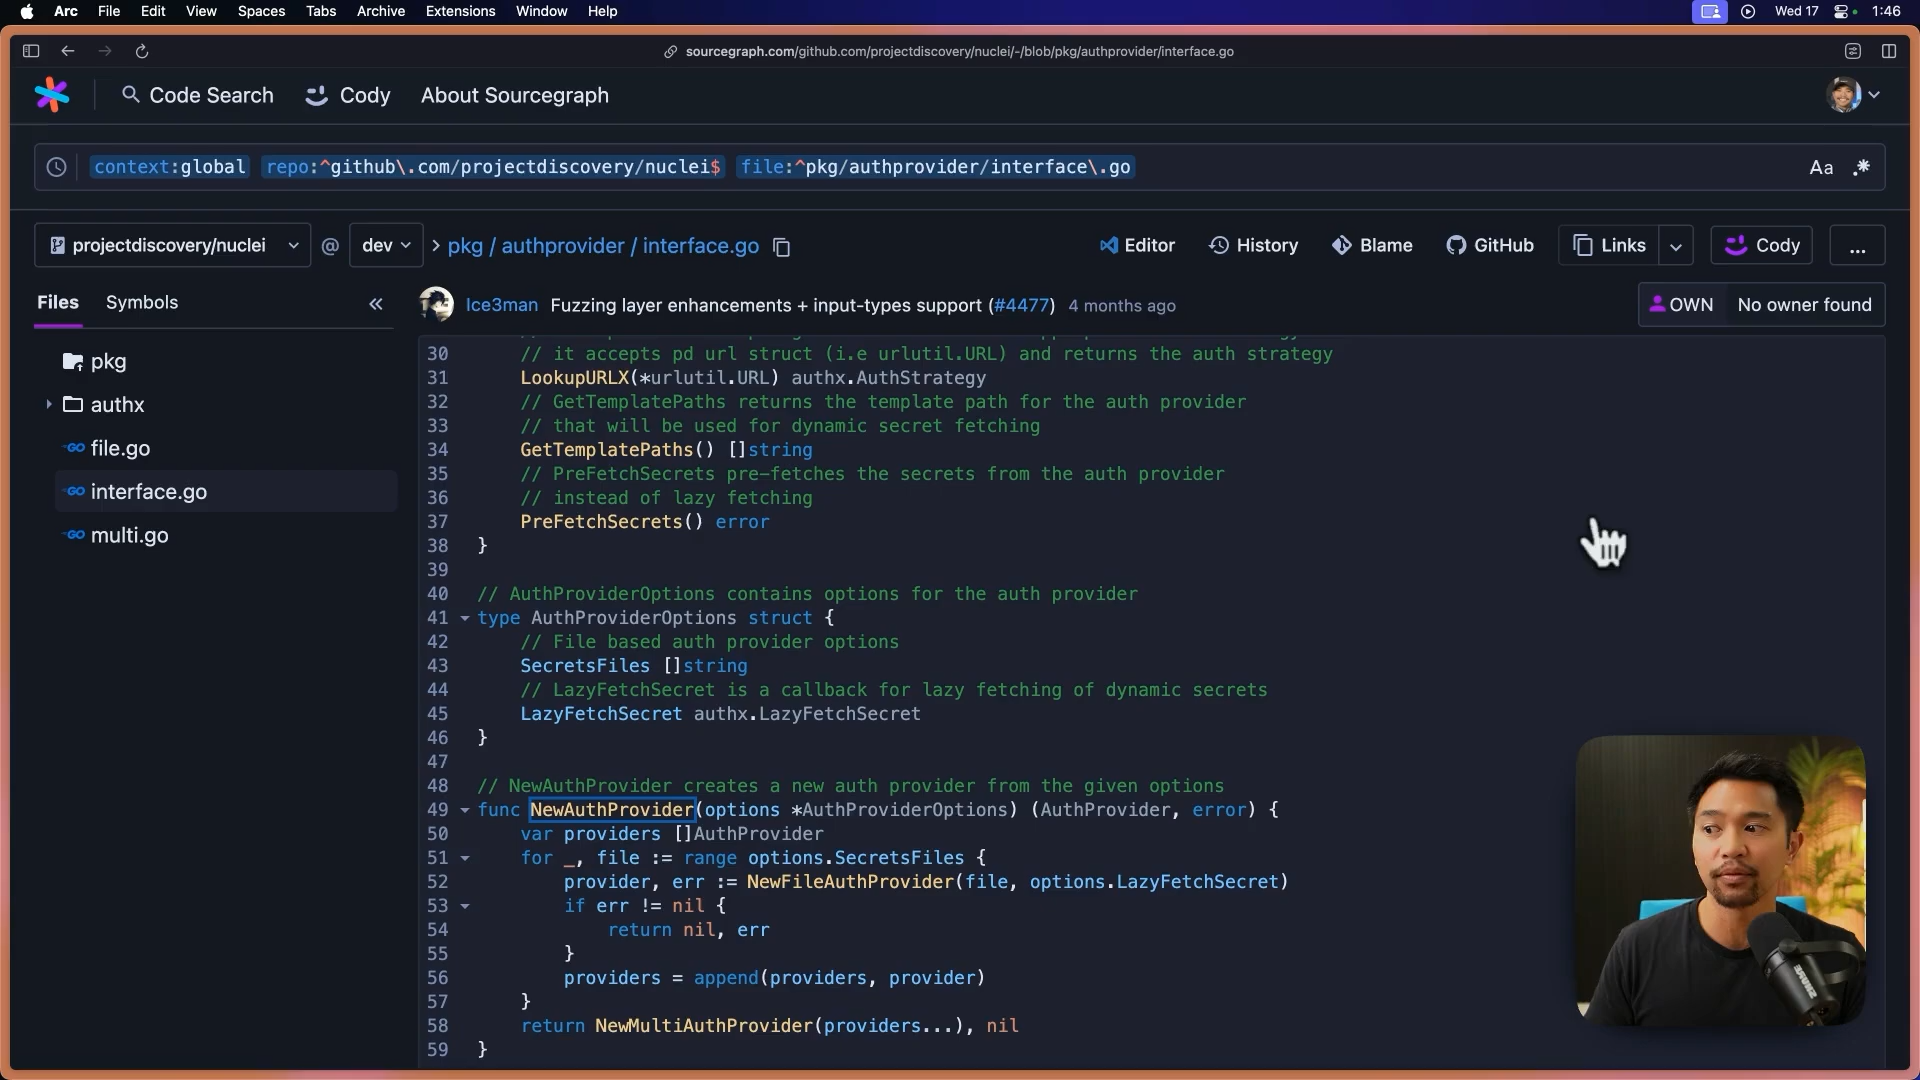 Arc File Edit View Spaces Tabs Archive Extensions Window Help Wed 17 1:46
sourcegraph.com/github.com/projectdiscovery/nuclei/-/blob/pkg/authprovider/interface.go
Code Search Cody About Sourcegraph
context:global repo:^github\.com/projectdiscovery/nuclei$ file:^pkg/authprovider/interface\.go Aa .*
projectdiscovery/nuclei @ dev > pkg / authprovider / interface.go Editor History Blame GitHub Links Cody ...
Files Symbols «
Ice3man Fuzzing layer enhancements + input-types support (#4477) 4 months ago OWN No owner found
pkg
authx
file.go
interface.go
multi.go
30 // it accepts pd url struct (i.e urlutil.URL) and returns the auth strategy
31 LookupURLX(*urlutil.URL) authx.AuthStrategy
32 // GetTemplatePaths returns the template path for the auth provider
33 // that will be used for dynamic secret fetching
34 GetTemplatePaths() []string
35 // PreFetchSecrets pre-fetches the secrets from the auth provider
36 // instead of lazy fetching
37 PreFetchSecrets() error
38 }
39
40 // AuthProviderOptions contains options for the auth provider
41 type AuthProviderOptions struct {
42 // File based auth provider options
43 SecretsFiles []string
44 // LazyFetchSecret is a callback for lazy fetching of dynamic secrets
45 LazyFetchSecret authx.LazyFetchSecret
46 }
47
48 // NewAuthProvider creates a new auth provider from the given options
49 func NewAuthProvider(options *AuthProviderOptions) (AuthProvider, error) {
50 var providers []AuthProvider
51 for _, file := range options.SecretsFiles {
52 provider, err := NewFileAuthProvider(file, options.LazyFetchSecret)
53 if err != nil {
54 return nil, err
55 }
56 providers = append(providers, provider)
57 }
58 return NewMultiAuthProvider(providers...), nil
59 }